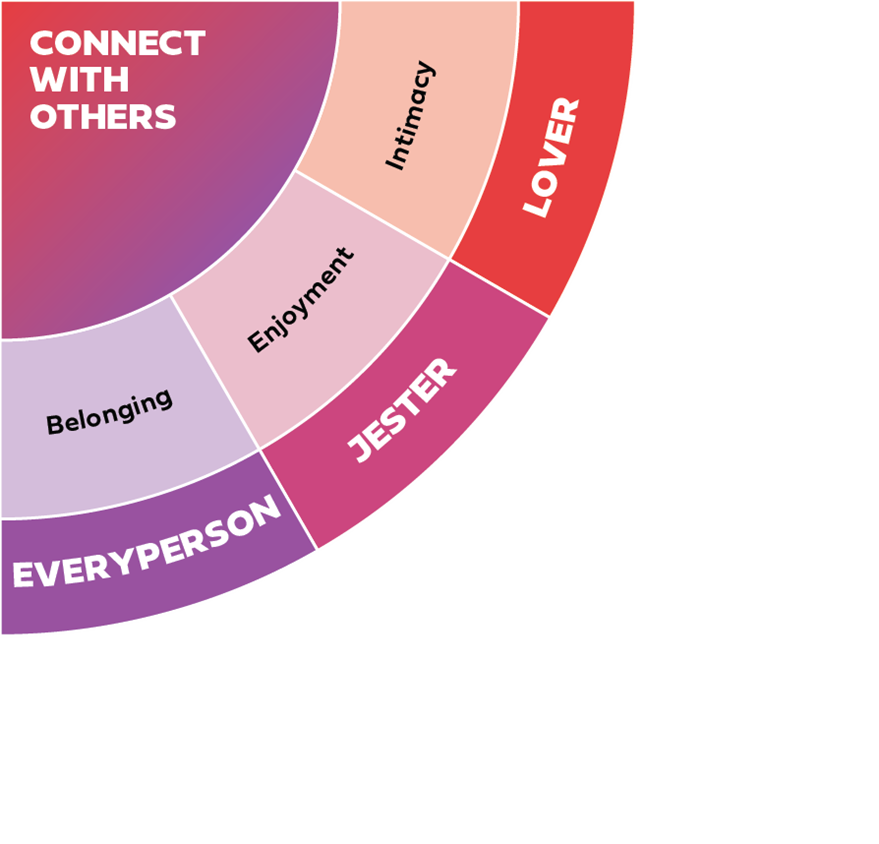 CONNECT
WITH
OTHERS
Intimacy
LOVER
Enjoyment
JESTER
Belonging
EVERYPERSON